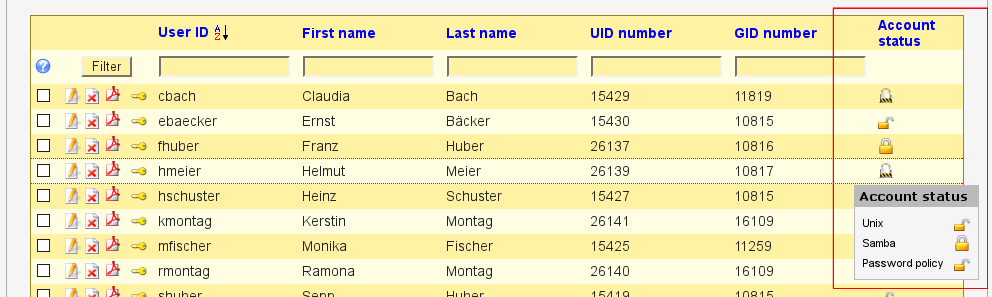 User ID First name Last name UID number GID number Account status
Filter
cbach Claudia Bach 15429 11819
ebaecker Ernst Bäcker 15430 10815
fhuber Franz Huber 26137 10816
hmeier Helmut Meier 26139 10817
hschuster Heinz Schuster 15427 10815
kmontag Kerstin Montag 26141 16109
mfischer Monika Fischer 15425 11259
rmontag Ramona Montag 26140 16109
shuber Sepp Huber 15419 10815
Account status
Unix
Samba
Password policy